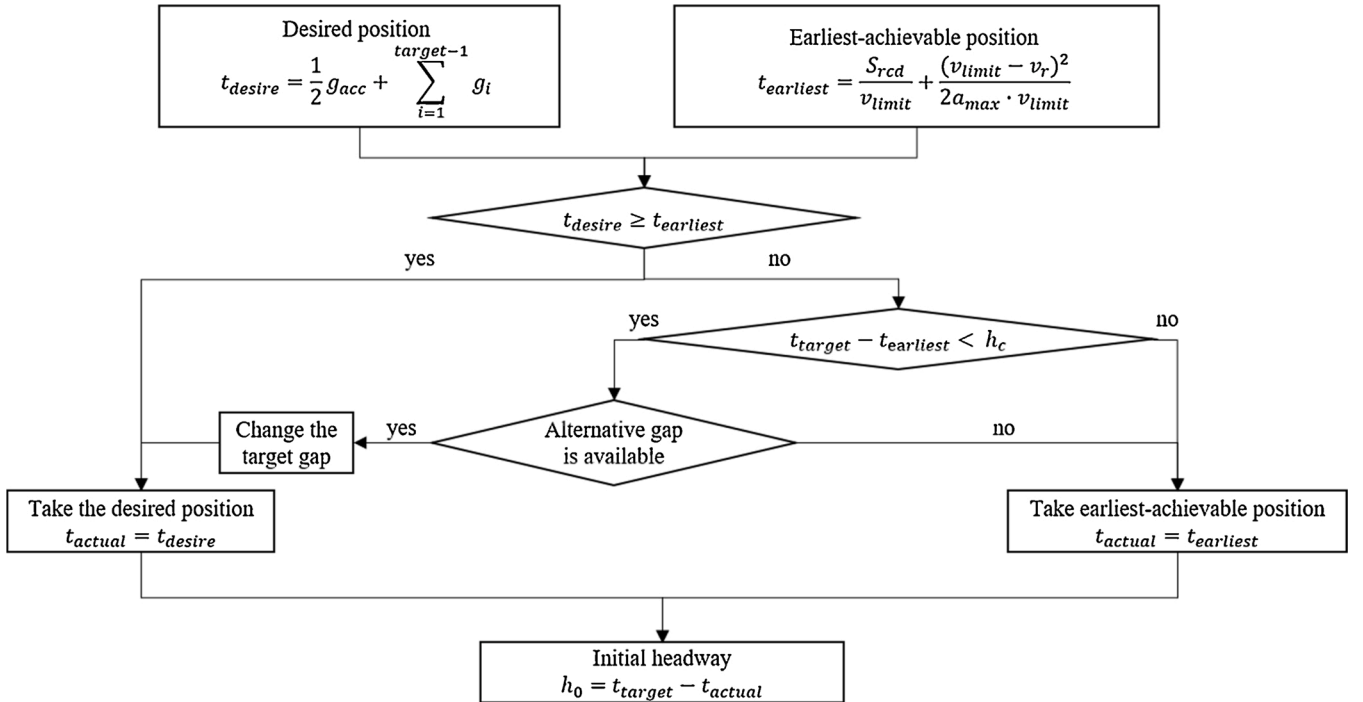 Desired position
t_desire = 1/2 g_acc + ∑_{i=1}^{target−1} g_i
Earliest-achievable position
t_earliest = S_rcd/v_limit + (v_limit − v_r)²/(2a_max · v_limit)
t_desire ≥ t_earliest
yes
no
yes
t_target − t_earliest < h_c
no
Change the
target gap
yes
Alternative gap
is available
no
Take the desired position
t_actual = t_desire
Take earliest-achievable position
t_actual = t_earliest
Initial headway
h_0 = t_target − t_actual